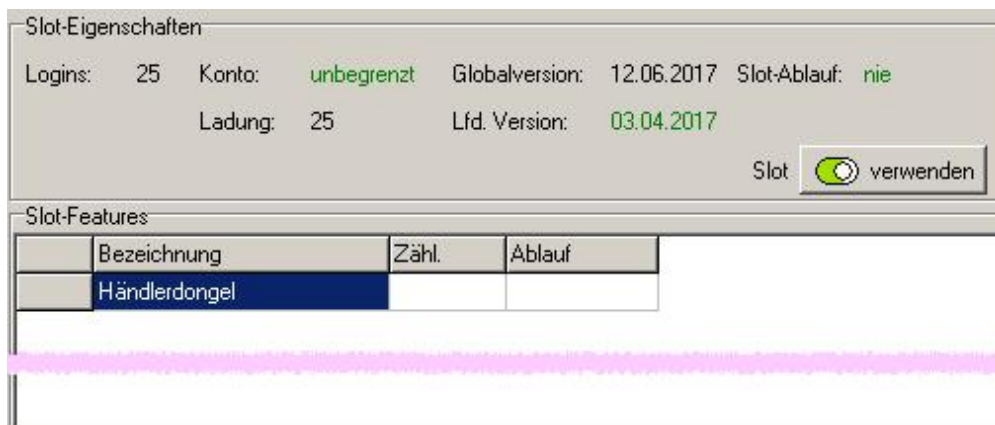 Slot-Eigenschaften
Logins: 25 Konto: unbegrenzt Globalversion: 12.06.2017 Slot-Ablauf: nie
Ladung: 25 Lfd. Version: 03.04.2017
Slot verwenden
Slot-Features
Bezeichnung Zähl. Ablauf
Händlerdongel